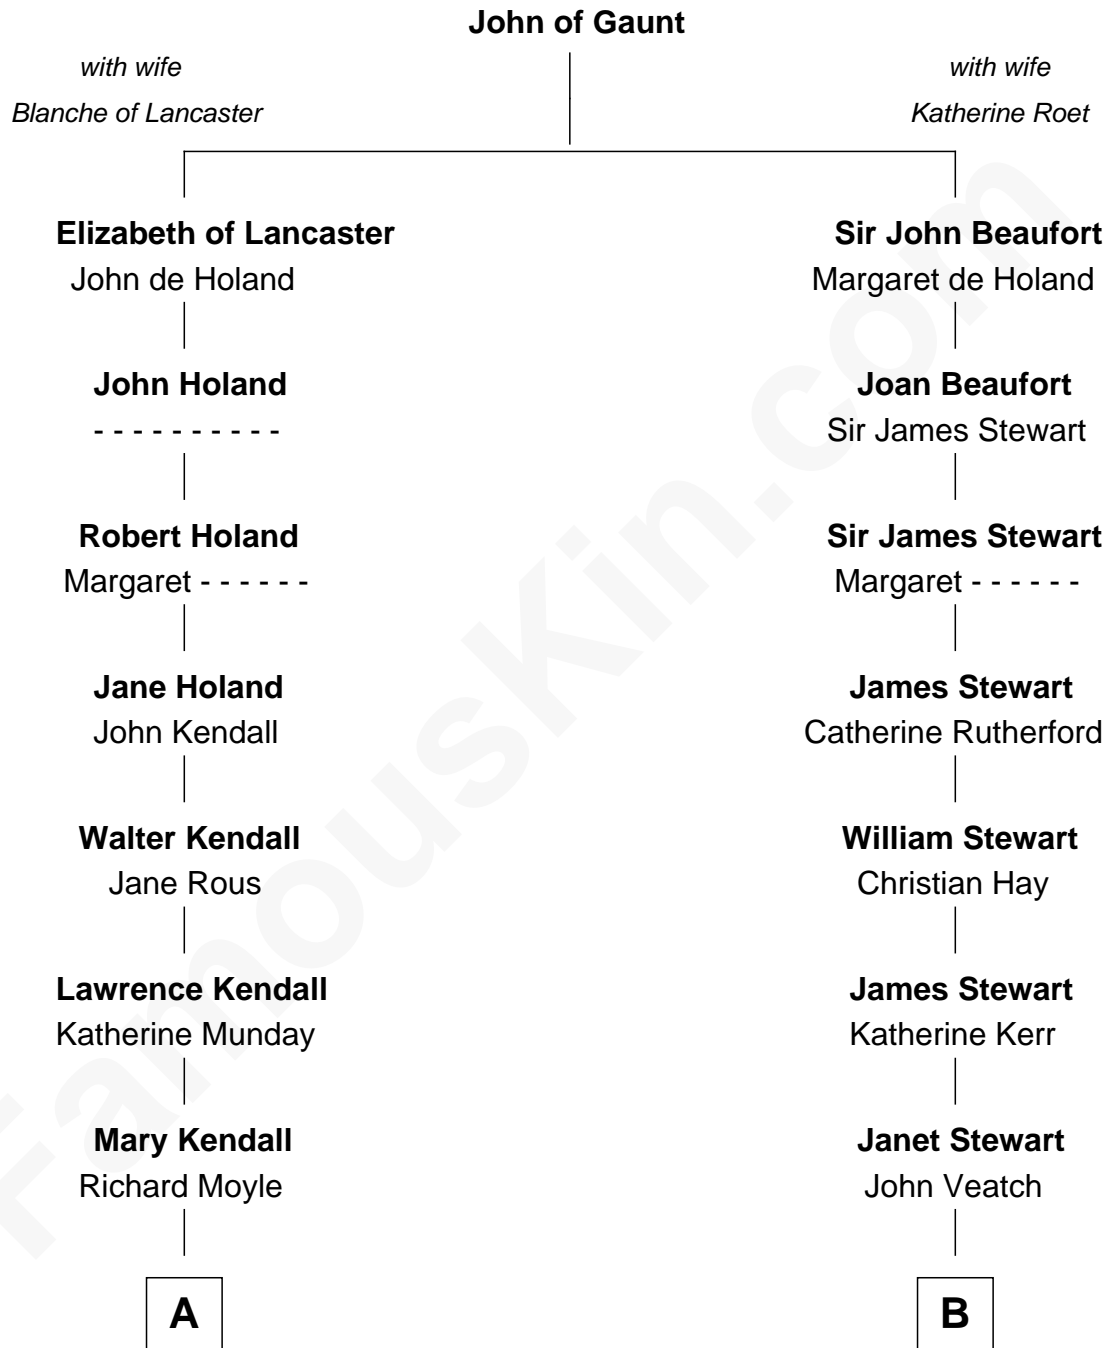 John of Gaunt
with wife
Blanche of Lancaster
with wife
Katherine Roet
Elizabeth of Lancaster
John de Holand
Sir John Beaufort
Margaret de Holand
John Holand
- - - - - - - - - -
Joan Beaufort
Sir James Stewart
Robert Holand
Margaret - - - - - -
Sir James Stewart
Margaret - - - - - -
Jane Holand
John Kendall
James Stewart
Catherine Rutherford
Walter Kendall
Jane Rous
William Stewart
Christian Hay
Lawrence Kendall
Katherine Munday
James Stewart
Katherine Kerr
Mary Kendall
Richard Moyle
Janet Stewart
John Veatch
A
B
FamousKin.com